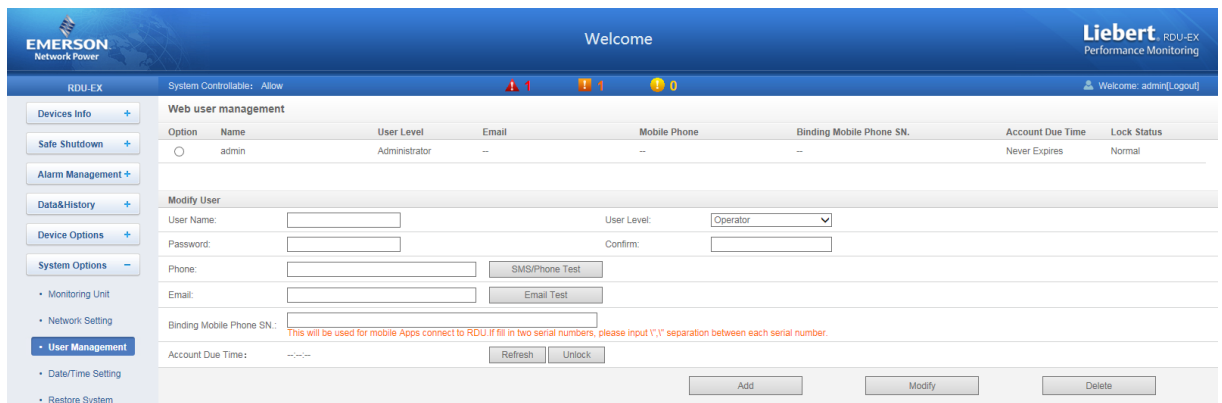 EMERSON
Network Power
Welcome
Liebert. RDU-EX
Performance Monitoring
RDU-EX
System Controllable: Allow
1
1
0
Welcome: admin[Logout]
Devices Info +
Safe Shutdown +
Alarm Management +
Data&History +
Device Options +
System Options −
• Monitoring Unit
• Network Setting
• User Management
• Date/Time Setting
• Restore System
Web user management
Option Name User Level Email Mobile Phone Binding Mobile Phone SN. Account Due Time Lock Status
admin Administrator -- -- -- Never Expires Normal
Modify User
User Name: User Level: Operator
Password: Confirm:
Phone: SMS/Phone Test
Email: Email Test
Binding Mobile Phone SN.:
This will be used for mobile Apps connect to RDU.If fill in two serial numbers, please input \",\" separation between each serial number.
Account Due Time: --:--:-- Refresh Unlock
Add Modify Delete